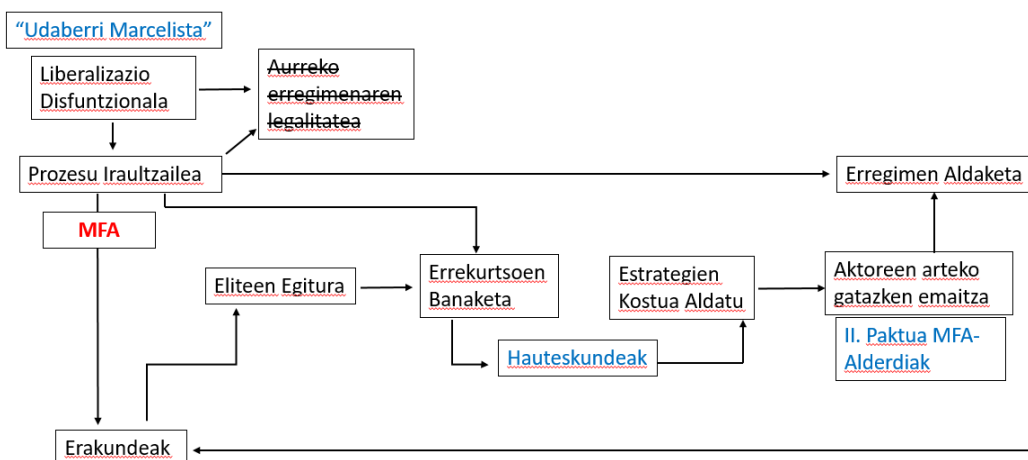 “Udaberri Marcelista”
Liberalizazio
Disfuntzionala
Aurreko
erregimenaren
legalitatea
Prozesu Iraultzailea
Erregimen Aldaketa
MFA
Eliteen Egitura
Errekurtsoen
Banaketa
Estrategien
Kostua Aldatu
Aktoreen arteko
gatazken emaitza
II. Paktua MFA-
Alderdiak
Hauteskundeak
Erakundeak